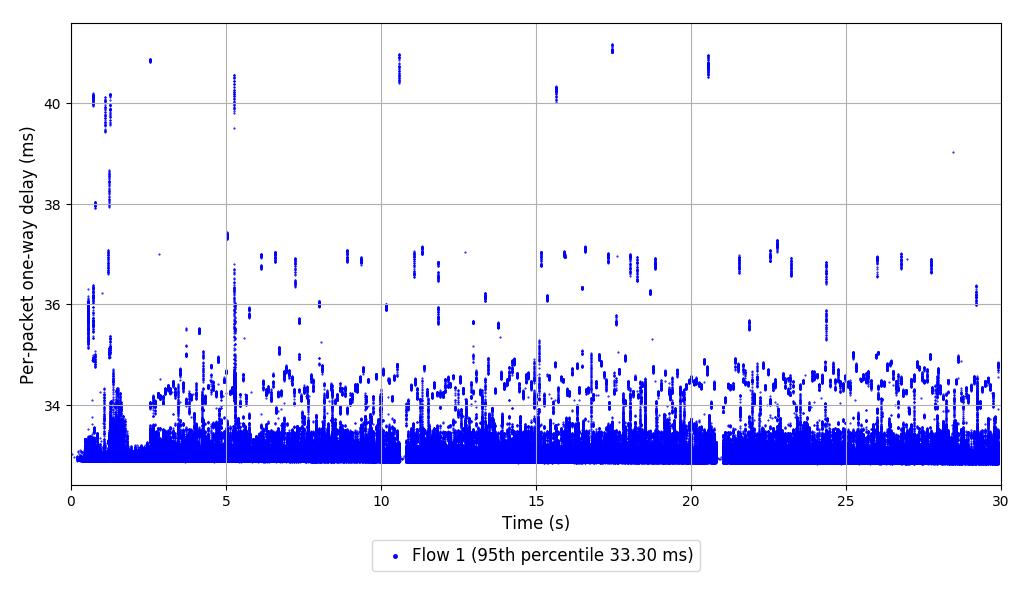 Per-packet one-way delay (ms)
40
38
36
34
0 5 10 15 20 25 30
Time (s)
Flow 1 (95th percentile 33.30 ms)